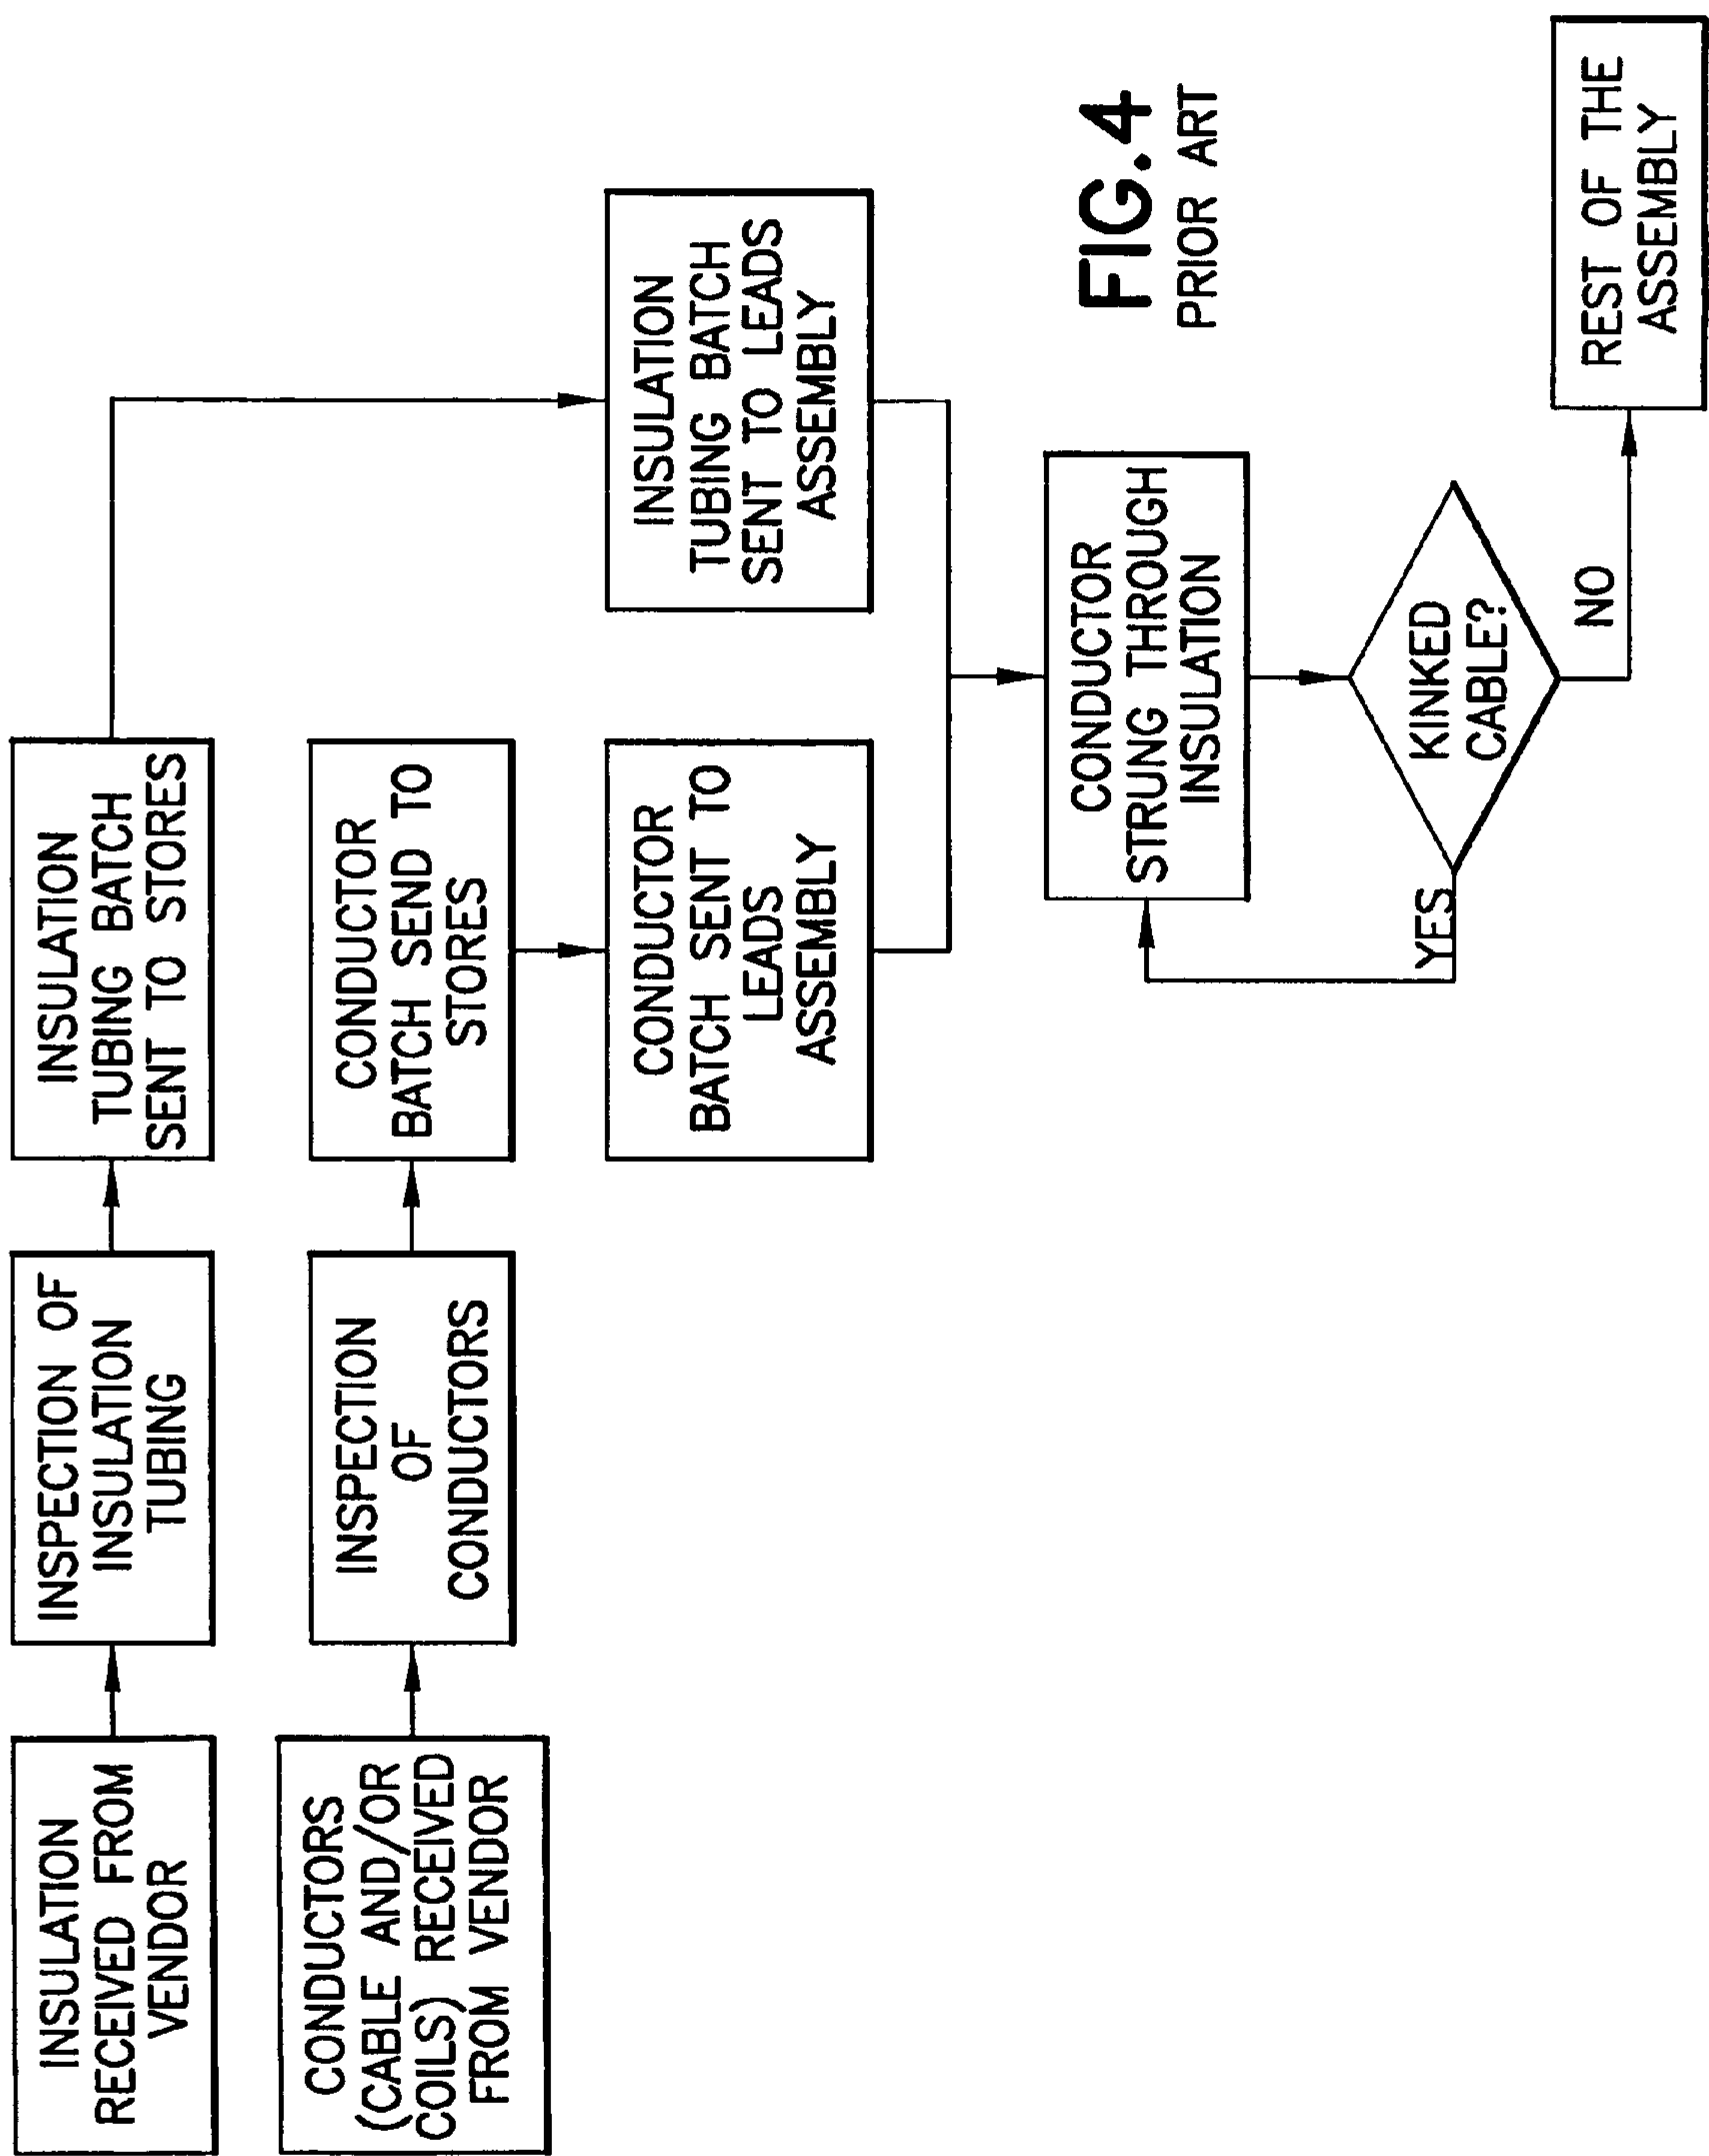 INSULATION
RECEIVED FROM
VENDOR
INSPECTION OF
INSULATION
TUBING
INSULATION
TUBING BATCH
SENT TO STORES
CONDUCTORS
(CABLE AND/OR
COILS) RECEIVED
FROM VENDOR
INSPECTION
OF
CONDUCTORS
CONDUCTOR
BATCH SEND TO
STORES
CONDUCTOR
BATCH SENT TO
LEADS
ASSEMBLY
INSULATION
TUBING BATCH
SENT TO LEADS
ASSEMBLY
CONDUCTOR
STRUNG THROUGH
INSULATION
KINKED
CABLE?
YES
NO
REST OF THE
ASSEMBLY
FIG.4
PRIOR ART